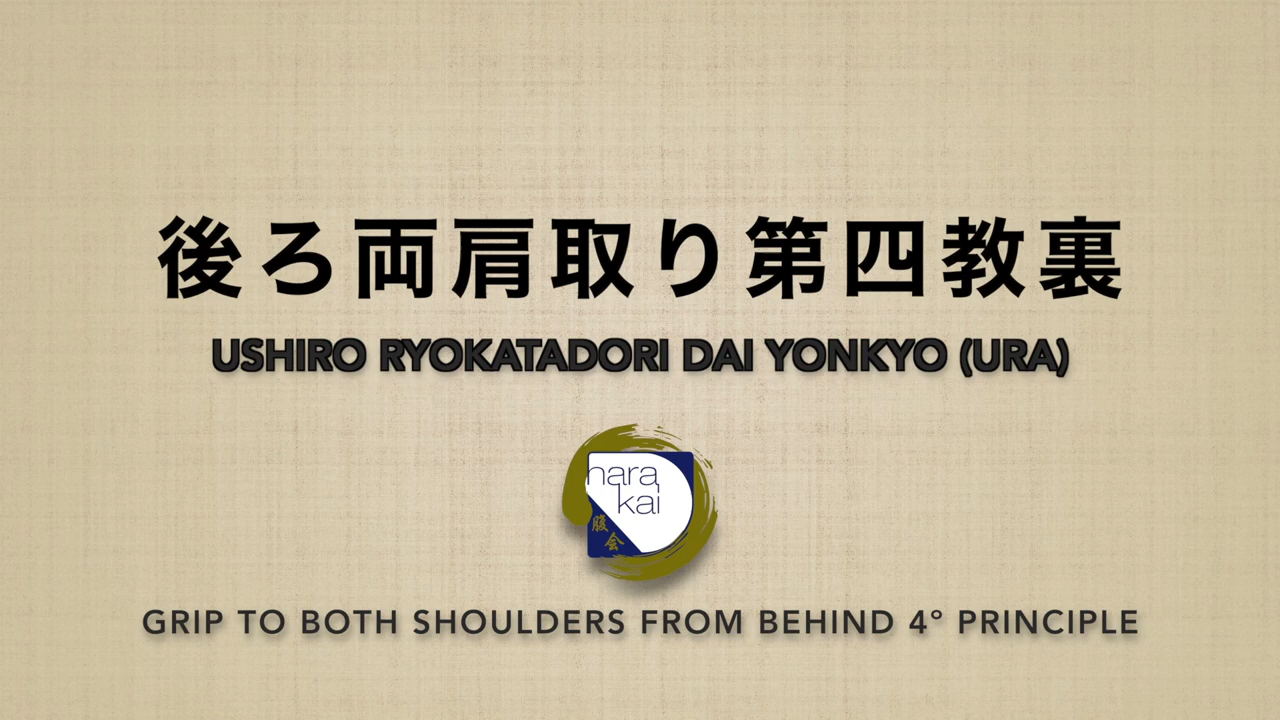 後ろ両肩取り第四教裏
USHIRO RYOKATADORI DAI YONKYO (URA)
hara
kai
腹
会
GRIP TO BOTH SHOULDERS FROM BEHIND 4° PRINCIPLE